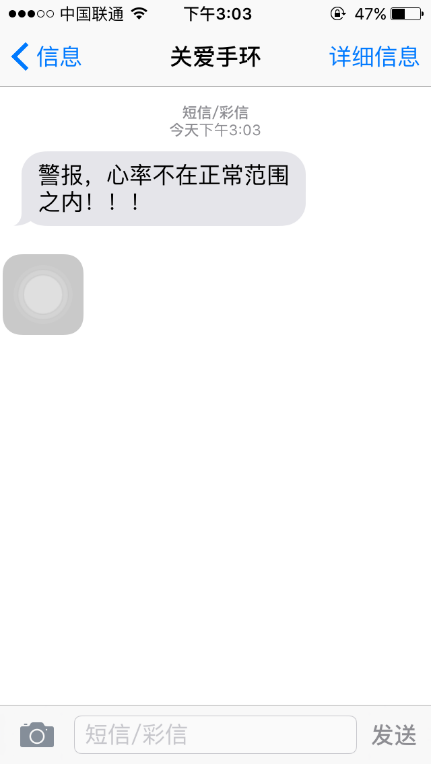 中国联通 下午3:03 47%
信息 关爱手环 详细信息
短信/彩信
今天下午3:03
警报，心率不在正常范围
之内！！！
短信/彩信 发送